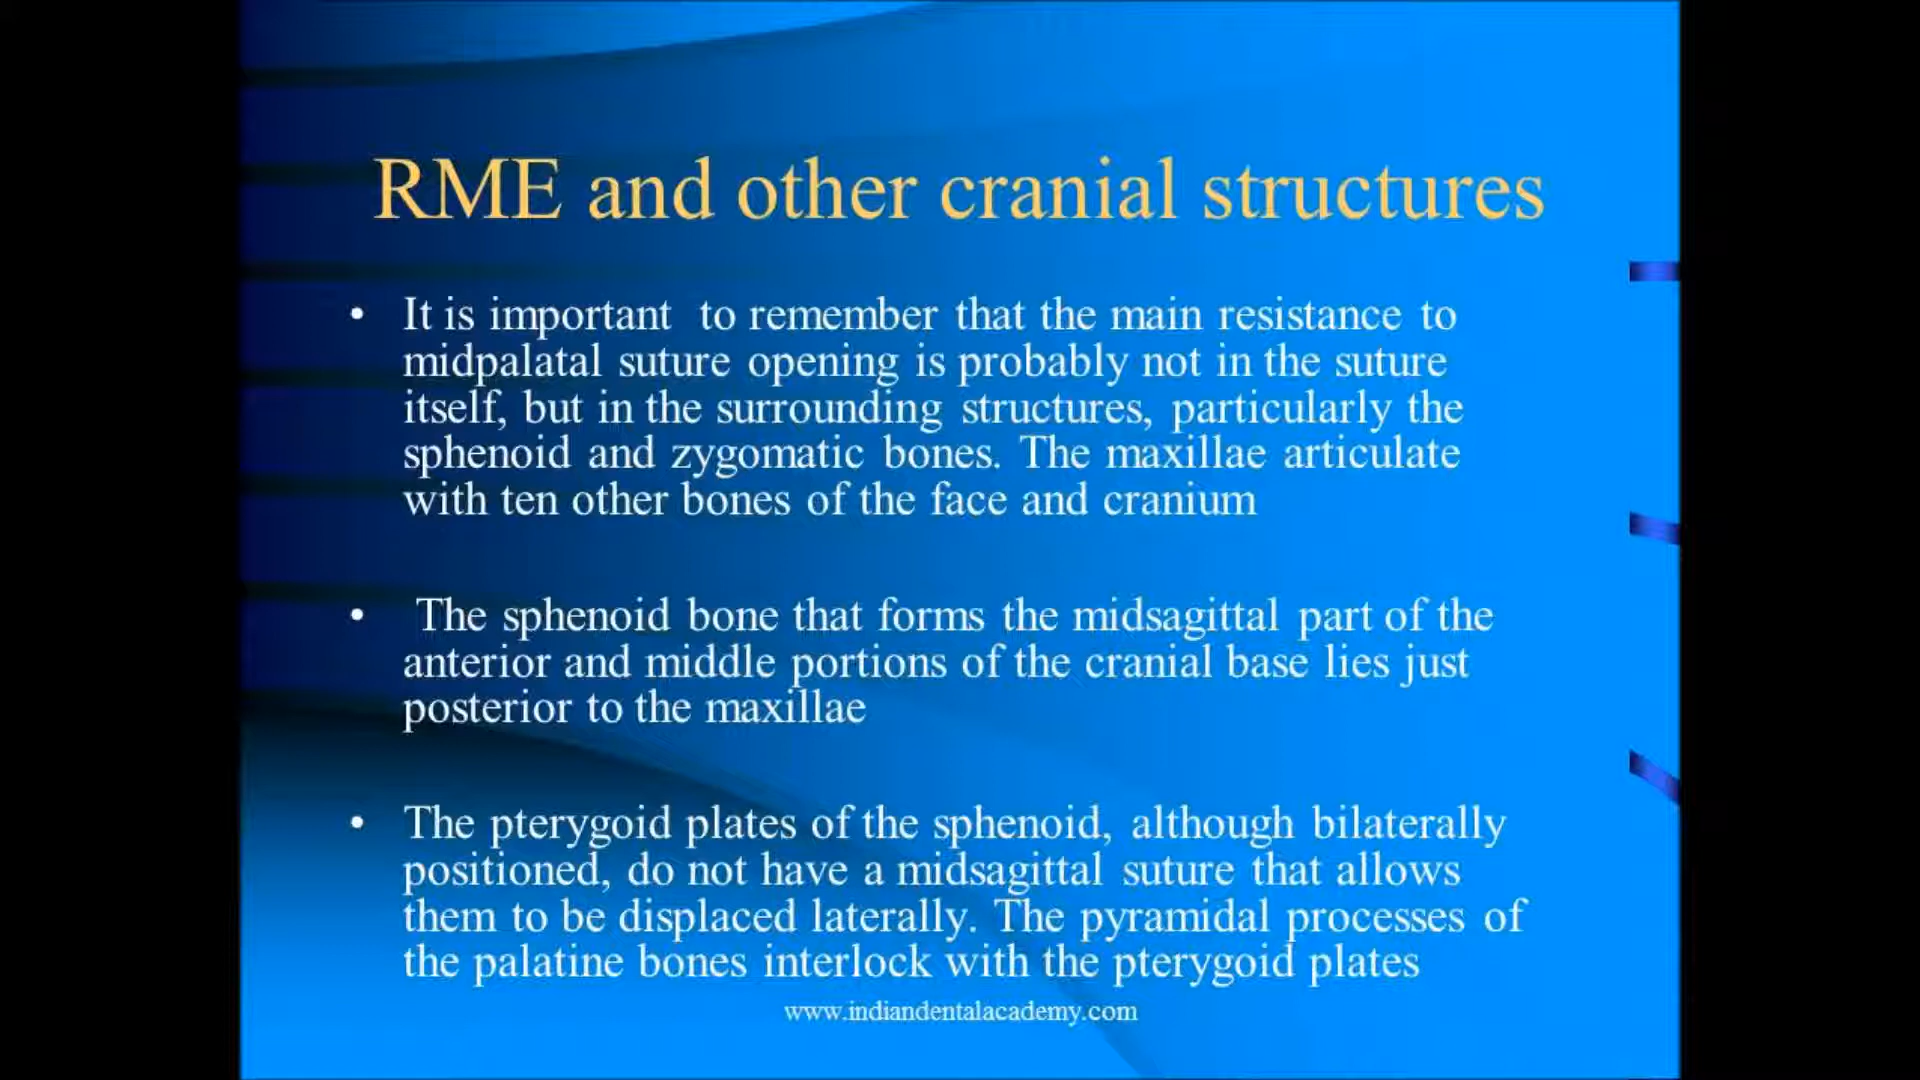 RME and other cranial structures
• It is important to remember that the main resistance to
midpalatal suture opening is probably not in the suture
itself, but in the surrounding structures, particularly the
sphenoid and zygomatic bones. The maxillae articulate
with ten other bones of the face and cranium
• The sphenoid bone that forms the midsagittal part of the
anterior and middle portions of the cranial base lies just
posterior to the maxillae
• The pterygoid plates of the sphenoid, although bilaterally
positioned, do not have a midsagittal suture that allows
them to be displaced laterally. The pyramidal processes of
the palatine bones interlock with the pterygoid plates
www.indiandentalacademy.com